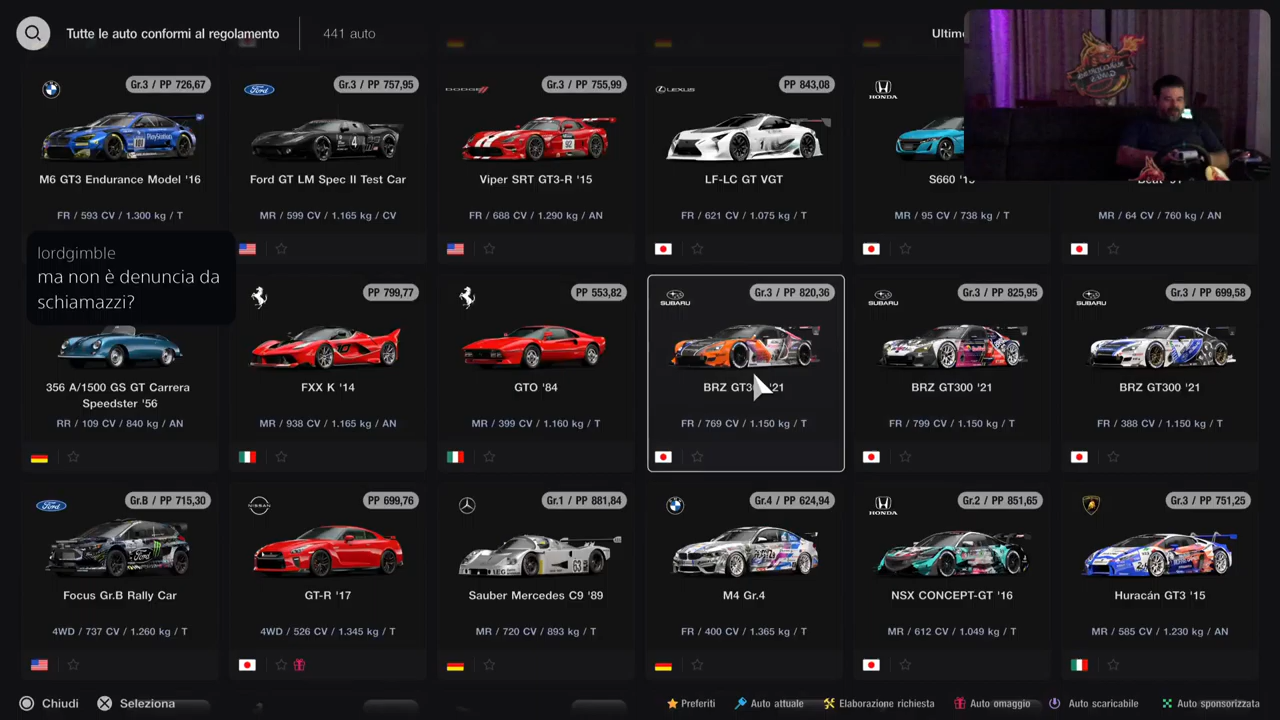 Tutte le auto conformi al regolamento
441 auto
Ultime
Gr.3 / PP 726,67
M6 GT3 Endurance Model '16
FR / 593 CV / 1.300 kg / T
Gr.3 / PP 757,95
Ford GT LM Spec II Test Car
MR / 599 CV / 1.165 kg / CV
DODGE
Gr.3 / PP 755,99
Viper SRT GT3-R '15
FR / 688 CV / 1.290 kg / AN
LEXUS
PP 843,08
LF-LC GT VGT
FR / 621 CV / 1.075 kg / T
HONDA
S660
MR / 95 CV / 738 kg / T
MR / 64 CV / 760 kg / AN
lordgimble
ma non è denuncia da
schiamazzi?
356 A/1500 GS GT Carrera
Speedster '56
RR / 109 CV / 840 kg / AN
PP 799,77
FXX K '14
MR / 938 CV / 1.165 kg / AN
PP 553,82
GTO '84
MR / 399 CV / 1.160 kg / T
SUBARU
Gr.3 / PP 820,36
BRZ '21
FR / 769 CV / 1.150 kg / T
SUBARU
Gr.3 / PP 825,95
BRZ GT300 '21
FR / 799 CV / 1.150 kg / T
SUBARU
Gr.3 / PP 699,58
BRZ GT300 '21
FR / 388 CV / 1.150 kg / T
Ford
Gr.B / PP 715,30
Focus Gr.B Rally Car
4WD / 737 CV / 1.260 kg / T
NISSAN
PP 699,76
GT-R '17
4WD / 526 CV / 1.345 kg / T
Gr.1 / PP 881,84
Sauber Mercedes C9 '89
MR / 720 CV / 893 kg / T
Gr.4 / PP 624,94
M4 Gr.4
FR / 400 CV / 1.365 kg / T
HONDA
Gr.2 / PP 851,65
NSX CONCEPT-GT '16
MR / 612 CV / 1.049 kg / T
Gr.3 / PP 751,25
Huracán GT3 '15
MR / 585 CV / 1.230 kg / AN
Chiudi
Seleziona
Preferiti
Auto attuale
Elaborazione richiesta
Auto omaggio
Auto scaricabile
Auto sponsorizzata